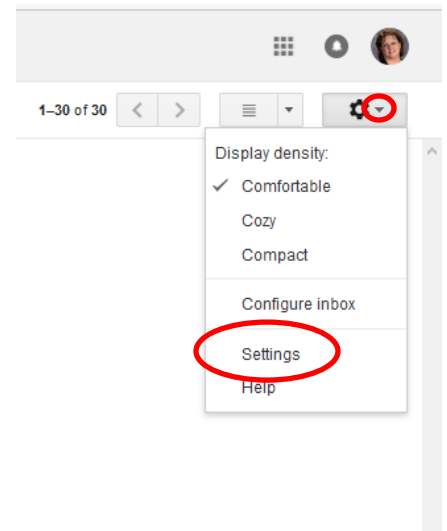 1–30 of 30
Display density:
✓ Comfortable
Cozy
Compact
Configure inbox
Settings
Help